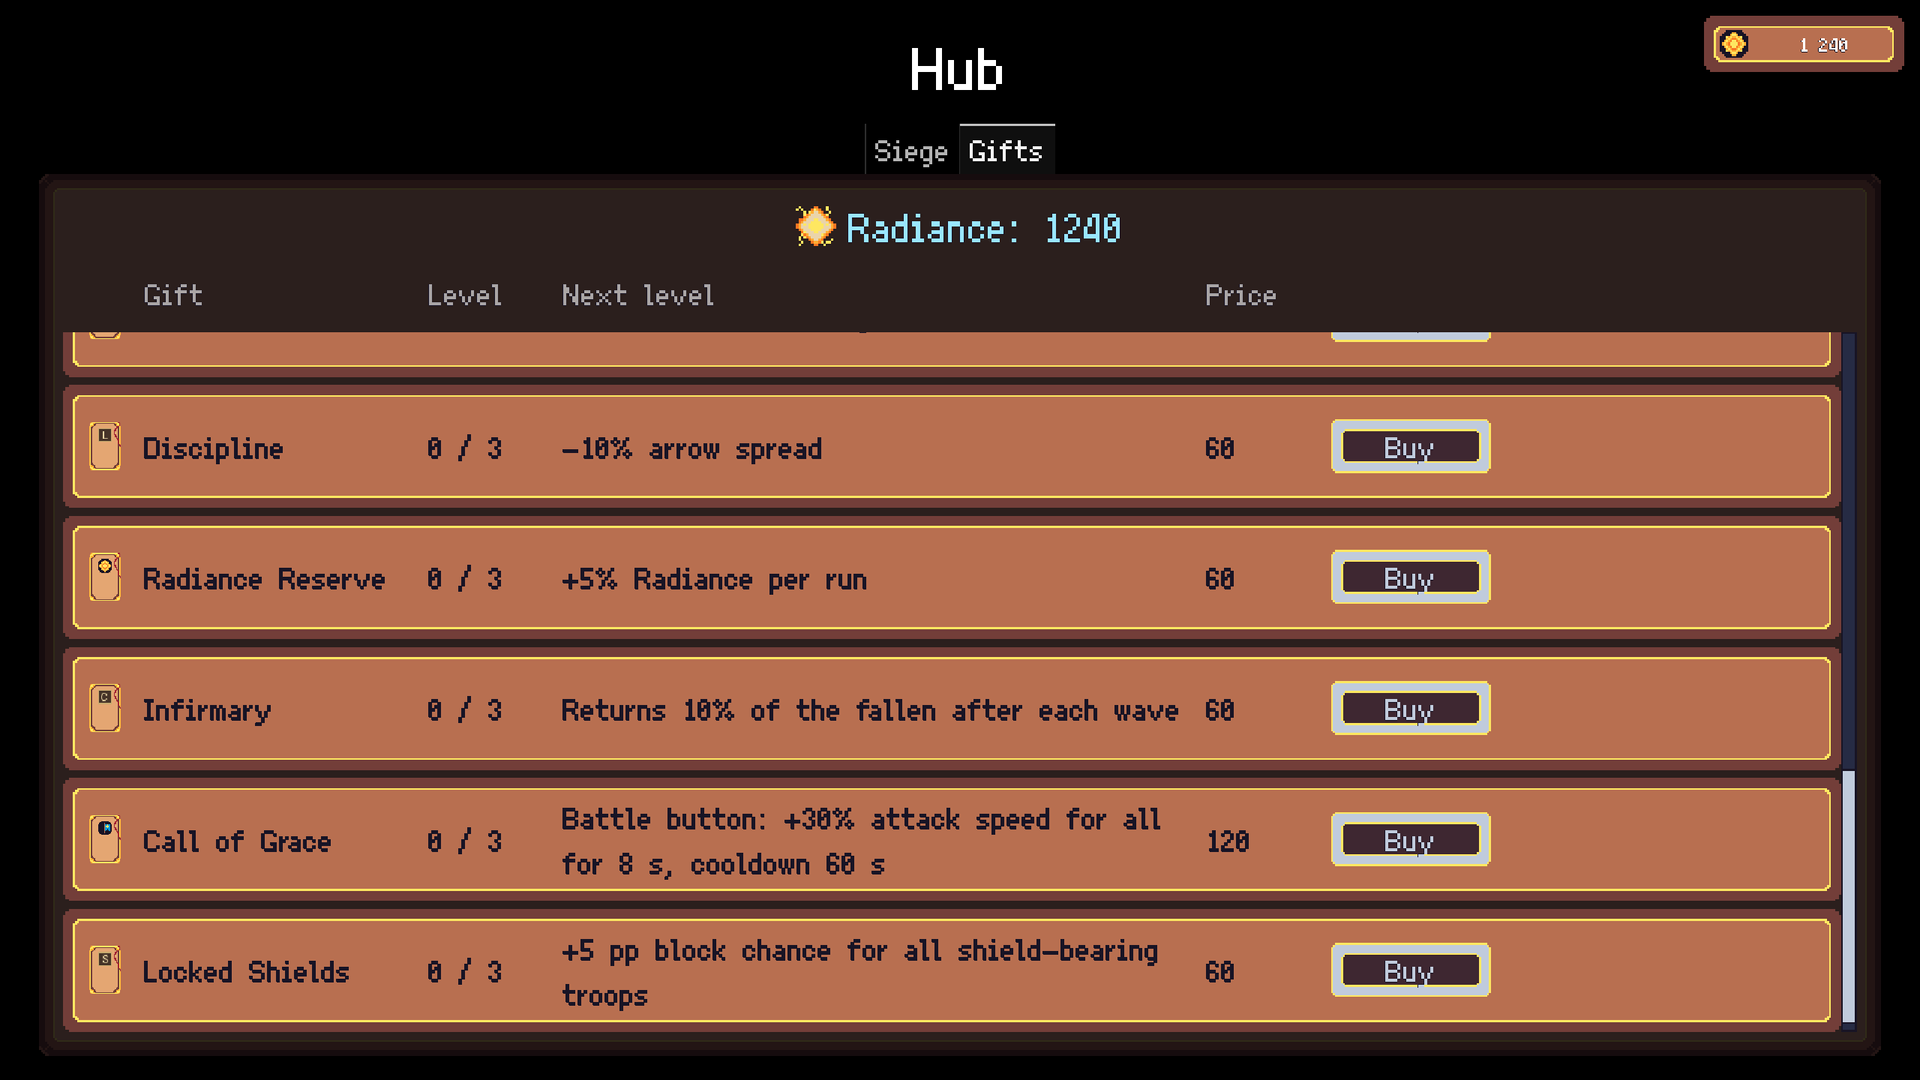 Hub
1 240
Siege Gifts
Radiance: 1240
Gift Level Next level Price
Discipline 0 / 3 −10% arrow spread 60 Buy
Radiance Reserve 0 / 3 +5% Radiance per run 60 Buy
Infirmary 0 / 3 Returns 10% of the fallen after each wave 60 Buy
Call of Grace 0 / 3 Battle button: +30% attack speed for all
for 8 s, cooldown 60 s 120 Buy
Locked Shields 0 / 3 +5 pp block chance for all shield–bearing
troops 60 Buy